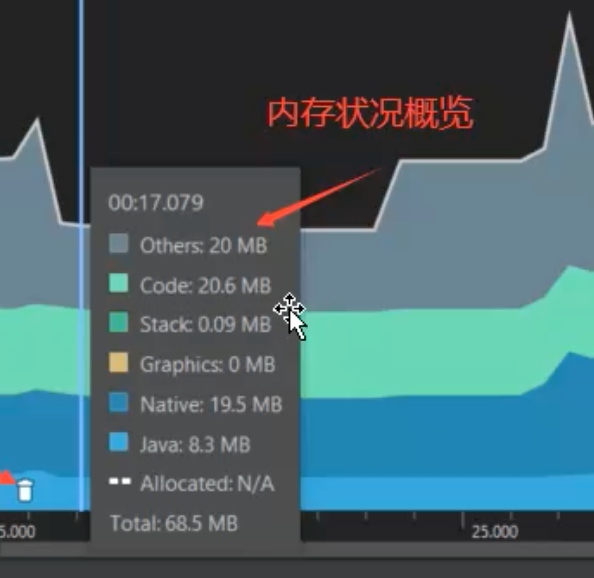 内存状况概览
00:17.079
Others: 20 MB
Code: 20.6 MB
Stack: 0.09 MB
Graphics: 0 MB
Native: 19.5 MB
Java: 8.3 MB
Allocated: N/A
Total: 68.5 MB
5.000
25.000